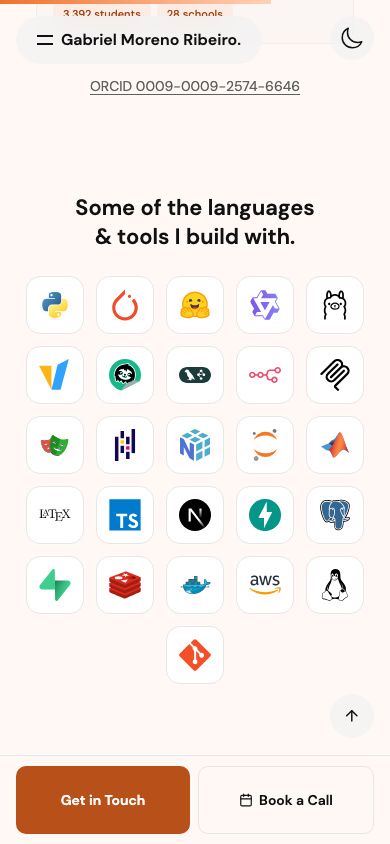 3,392 students
28 schools
Gabriel Moreno Ribeiro.
ORCID 0009-0009-2574-6646
Some of the languages
& tools I build with.
LATEX
TS
N
aws
Get in Touch
Book a Call